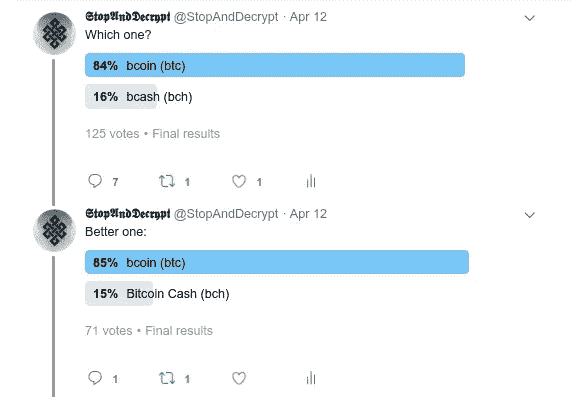 StopAndDecrypt @StopAndDecrypt · Apr 12
Which one?
84% bcoin (btc)
16% bcash (bch)
125 votes • Final results
7 1 1
StopAndDecrypt @StopAndDecrypt · Apr 12
Better one:
85% bcoin (btc)
15% Bitcoin Cash (bch)
71 votes • Final results
1 1